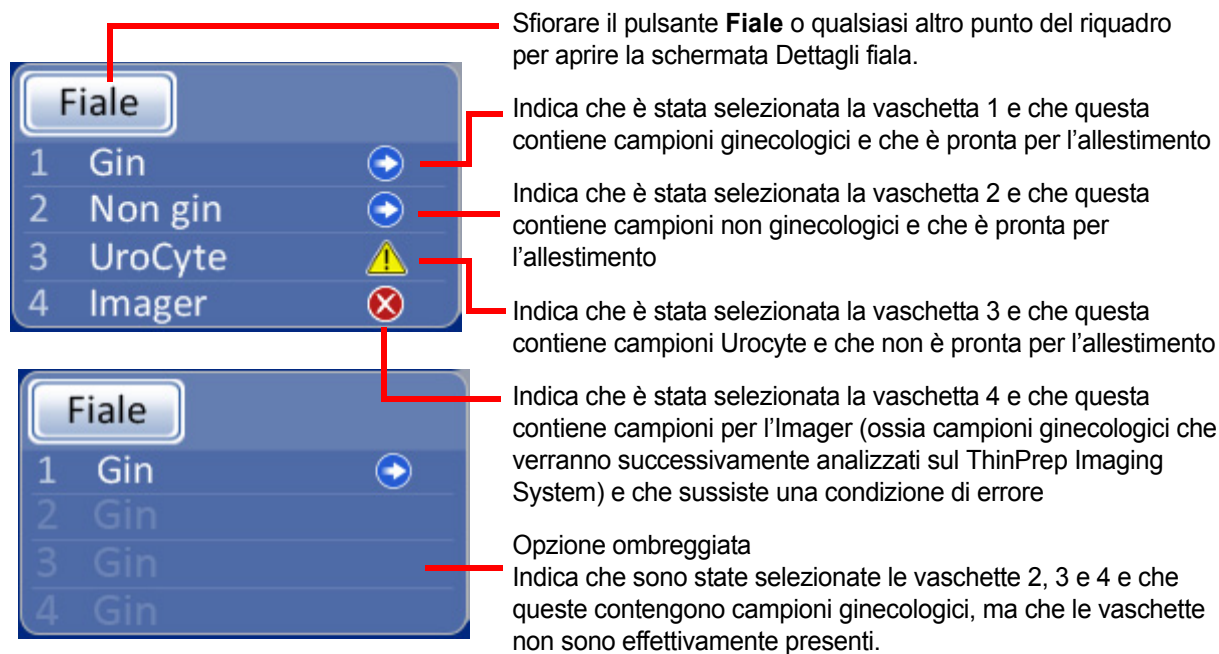 Sfiorare il pulsante Fiale o qualsiasi altro punto del riquadro
per aprire la schermata Dettagli fiala.
Fiale
1 Gin
2 Non gin
3 UroCyte
4 Imager
Indica che è stata selezionata la vaschetta 1 e che questa
contiene campioni ginecologici e che è pronta per l'allestimento
Indica che è stata selezionata la vaschetta 2 e che questa
contiene campioni non ginecologici e che è pronta per
l'allestimento
Indica che è stata selezionata la vaschetta 3 e che questa
contiene campioni Urocyte e che non è pronta per l'allestimento
Indica che è stata selezionata la vaschetta 4 e che questa
contiene campioni per l'Imager (ossia campioni ginecologici che
verranno successivamente analizzati sul ThinPrep Imaging
System) e che sussiste una condizione di errore
Fiale
1 Gin
2 Gin
3 Gin
4 Gin
Opzione ombreggiata
Indica che sono state selezionate le vaschette 2, 3 e 4 e che
queste contengono campioni ginecologici, ma che le vaschette
non sono effettivamente presenti.